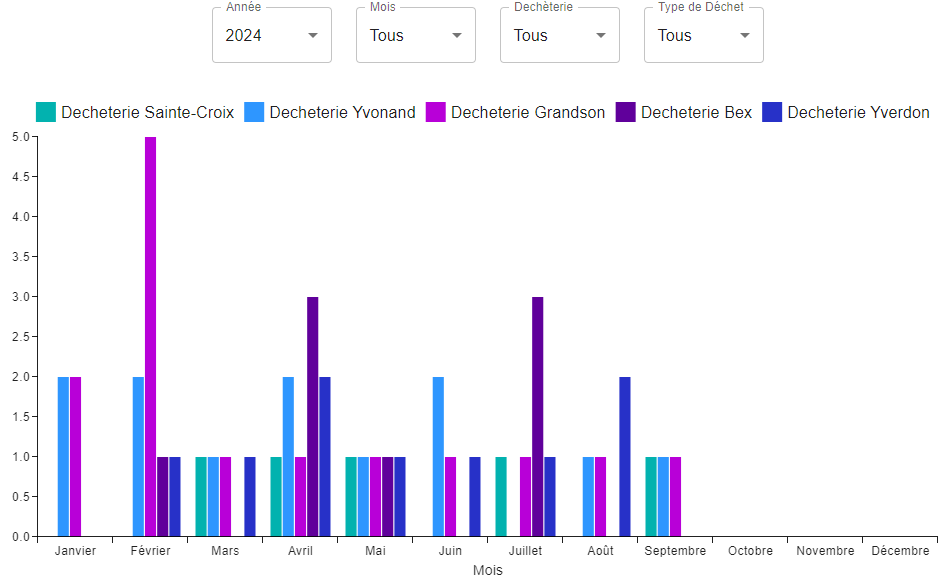 Année Mois Dechèterie Type de Déchet
2024 Tous Tous Tous
Decheterie Sainte-Croix Decheterie Yvonand Decheterie Grandson Decheterie Bex Decheterie Yverdon
5.0
4.5
4.0
3.5
3.0
2.5
2.0
1.5
1.0
0.5
0.0
Janvier Février Mars Avril Mai Juin Juillet Août Septembre Octobre Novembre Décembre
Mois